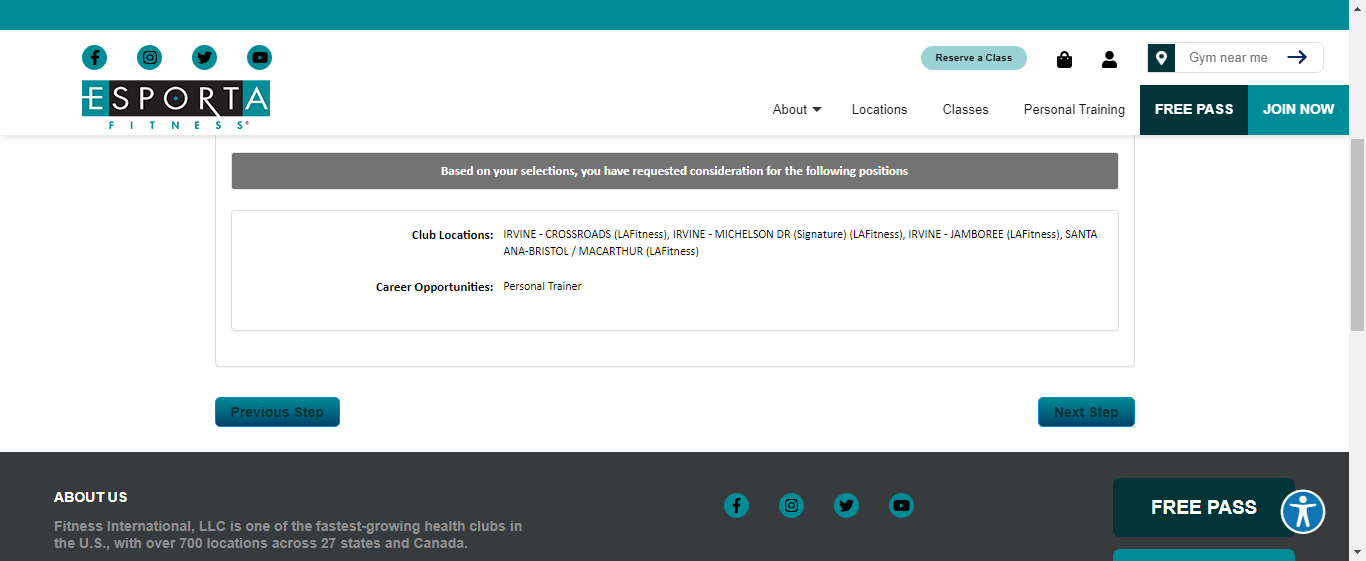 Reserve a Class
Gym near me
ESPORTA
FITNESS®
About
Locations
Classes
Personal Training
FREE PASS
JOIN NOW
Based on your selections, you have requested consideration for the following positions
Club Locations: IRVINE - CROSSROADS (LAFitness), IRVINE - MICHELSON DR (Signature) (LAFitness), IRVINE - JAMBOREE (LAFitness), SANTA
ANA-BRISTOL / MACARTHUR (LAFitness)
Career Opportunities: Personal Trainer
Previous Step
Next Step
ABOUT US
Fitness International, LLC is one of the fastest-growing health clubs in
the U.S., with over 700 locations across 27 states and Canada.
FREE PASS